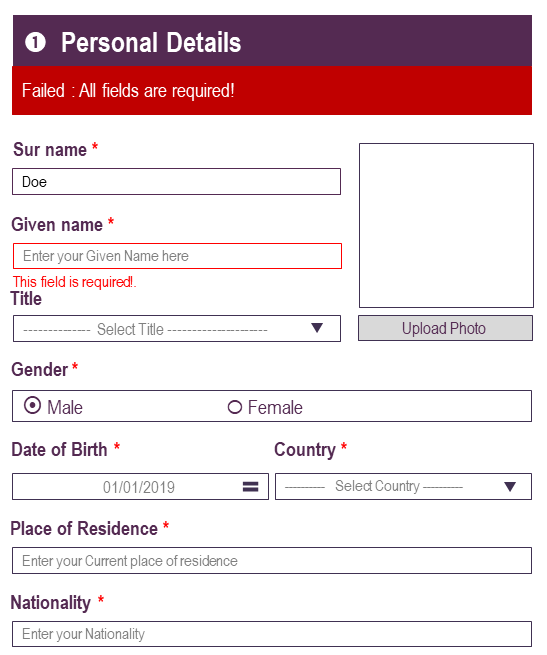 1 Personal Details
Failed : All fields are required!
Sur name *
Doe
Given name *
Enter your Given Name here
This field is required!.
Title
-------------- Select Title ---------------------
Upload Photo
Gender *
Male Female
Date of Birth * Country *
01/01/2019 ---------- Select Country ----------
Place of Residence *
Enter your Current place of residence
Nationality *
Enter your Nationality